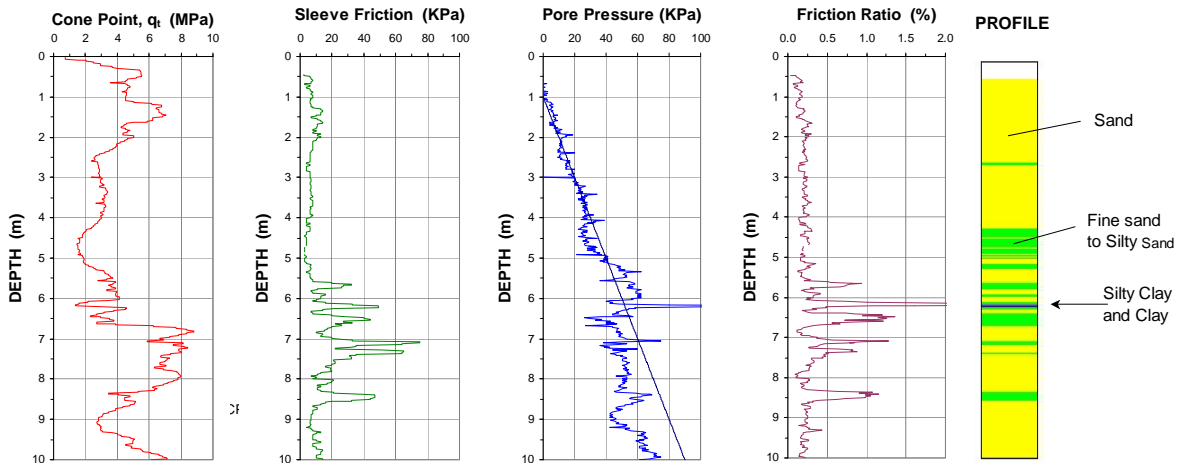 Cone Point, qt (MPa)
0 2 4 6 8 10
DEPTH (m)
0
1
2
3
4
5
6
7
8
9
10
Sleeve Friction (KPa)
0 20 40 60 80 100
DEPTH (m)
0
1
2
3
4
5
6
7
8
9
10
Pore Pressure (KPa)
0 20 40 60 80 100
DEPTH (m)
0
1
2
3
4
5
6
7
8
9
10
Friction Ratio (%)
0.0 0.5 1.0 1.5 2.0
DEPTH (m)
0
1
2
3
4
5
6
7
8
9
10
PROFILE
Sand
Fine sand
to Silty Sand
Silty Clay
and Clay